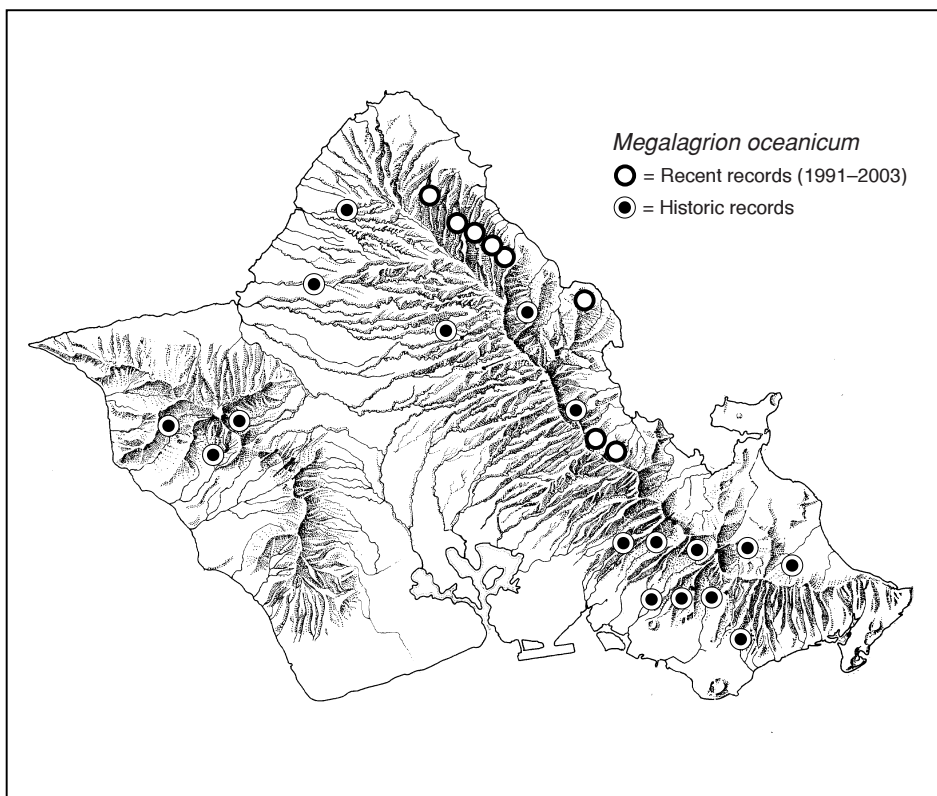 Megalagrion oceanicum
= Recent records (1991–2003)
= Historic records